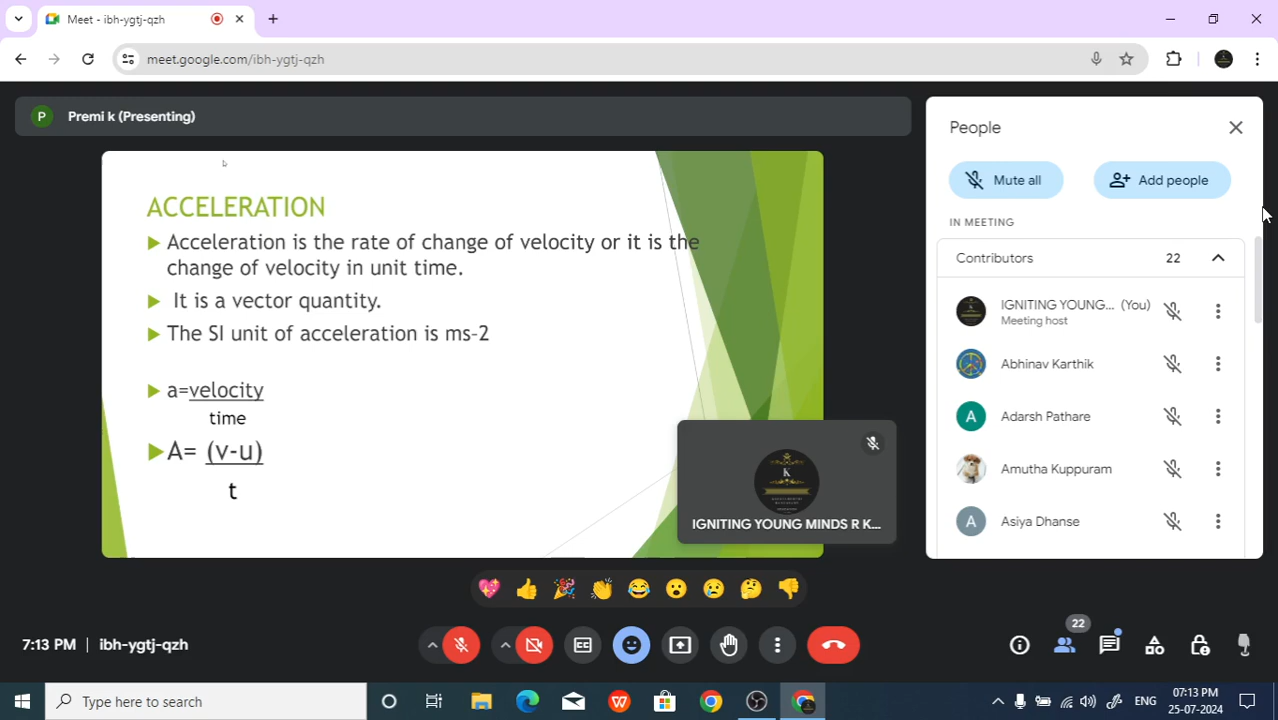 Meet - ibh-ygtj-qzh
meet.google.com/ibh-ygtj-qzh
P
Premi k (Presenting)
ACCELERATION
Acceleration is the rate of change of velocity or it is the
change of velocity in unit time.
It is a vector quantity.
The SI unit of acceleration is ms-2
a=velocity
time
A= (v-u)
t
K
IGNITING YOUNG MINDS R K...
People
Mute all
Add people
IN MEETING
Contributors 22
IGNITING YOUNG... (You)
Meeting host
Abhinav Karthik
A
Adarsh Pathare
Amutha Kuppuram
A
Asiya Dhanse
7:13 PM | ibh-ygtj-qzh
22
Type here to search
ENG
07:13 PM
25-07-2024